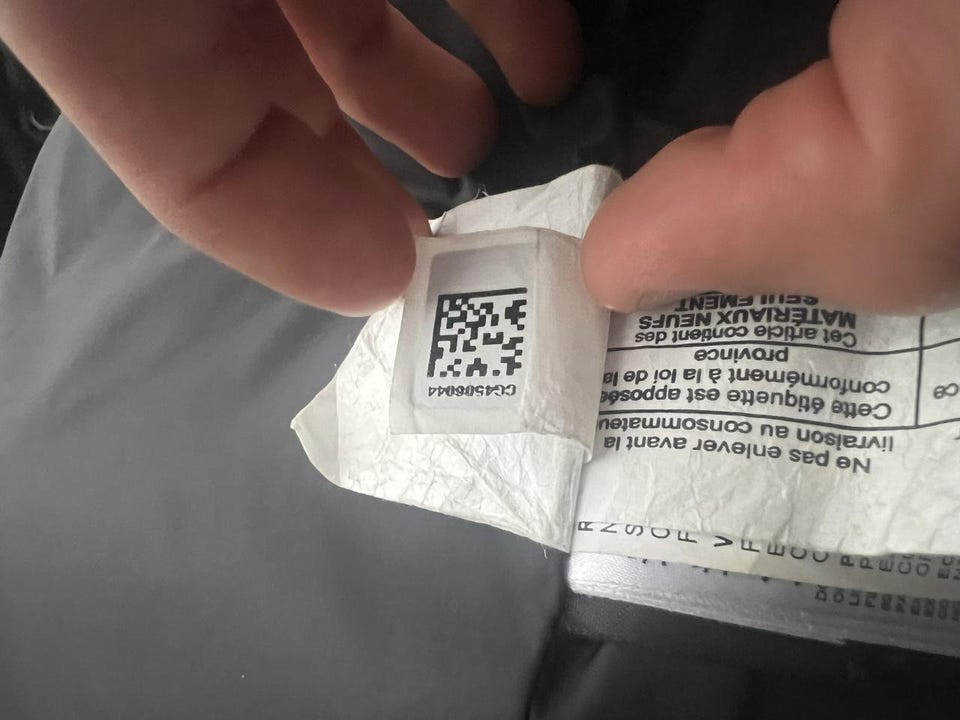 Ne pas enlever avant la
livraison au consommateu
Cette étiquette est apposée
conformément à la loi de la
province
Cet article contient des
MATÉRIAUX NEUFS
SEULEMENT
CG4506044